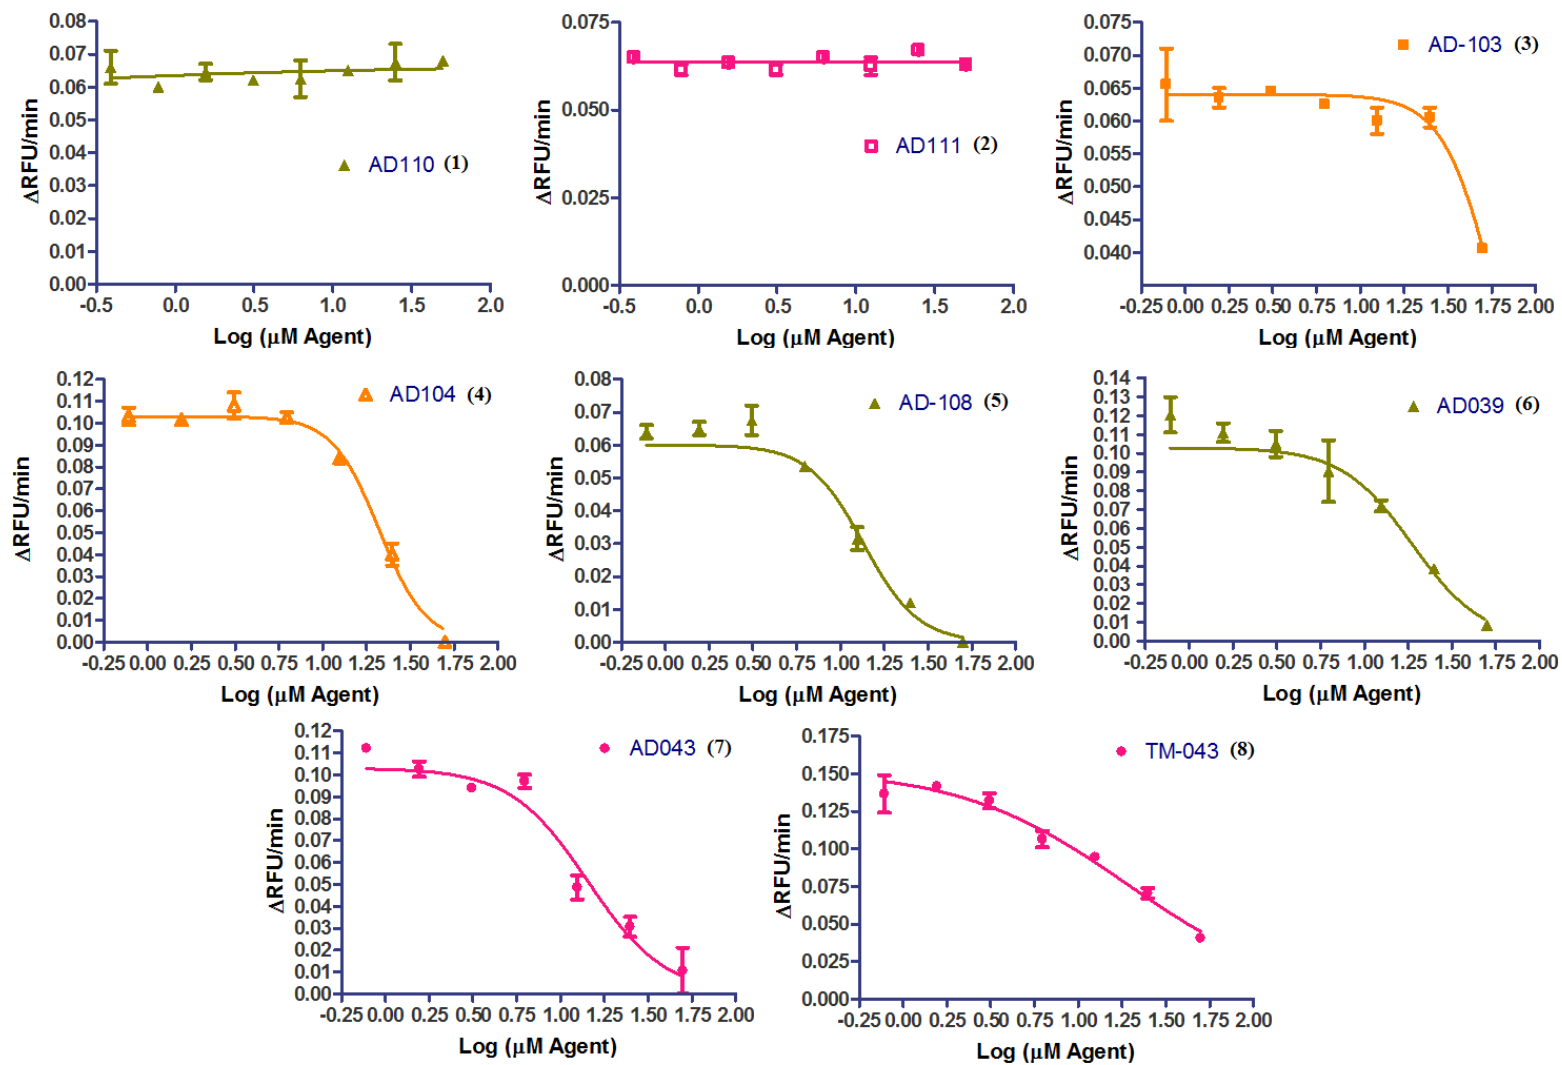 0.08
0.07
0.06
0.05
0.04
0.03
0.02
0.01
0.00
-0.5 0.0 0.5 1.0 1.5 2.0
ΔRFU/min
Log (μM Agent)
AD110 (1)
0.075
0.050
0.025
0.000
-0.5 0.0 0.5 1.0 1.5 2.0
ΔRFU/min
Log (μM Agent)
AD111 (2)
0.075
0.070
0.065
0.060
0.055
0.050
0.045
0.040
-0.25 0.00 0.25 0.50 0.75 1.00 1.25 1.50 1.75 2.00
ΔRFU/min
Log (μM Agent)
AD-103 (3)
0.12
0.11
0.10
0.09
0.08
0.07
0.06
0.05
0.04
0.03
0.02
0.01
0.00
-0.25 0.00 0.25 0.50 0.75 1.00 1.25 1.50 1.75 2.00
ΔRFU/min
Log (μM Agent)
AD104 (4)
0.08
0.07
0.06
0.05
0.04
0.03
0.02
0.01
0.00
-0.25 0.00 0.25 0.50 0.75 1.00 1.25 1.50 1.75 2.00
ΔRFU/min
Log (μM Agent)
AD-108 (5)
0.14
0.13
0.12
0.11
0.10
0.09
0.08
0.07
0.06
0.05
0.04
0.03
0.02
0.01
0.00
-0.25 0.00 0.25 0.50 0.75 1.00 1.25 1.50 1.75 2.00
ΔRFU/min
Log (μM Agent)
AD039 (6)
0.12
0.11
0.10
0.09
0.08
0.07
0.06
0.05
0.04
0.03
0.02
0.01
0.00
-0.25 0.00 0.25 0.50 0.75 1.00 1.25 1.50 1.75 2.00
ΔRFU/min
Log (μM Agent)
AD043 (7)
0.175
0.150
0.125
0.100
0.075
0.050
0.025
0.000
-0.25 0.00 0.25 0.50 0.75 1.00 1.25 1.50 1.75 2.00
ΔRFU/min
Log (μM Agent)
TM-043 (8)